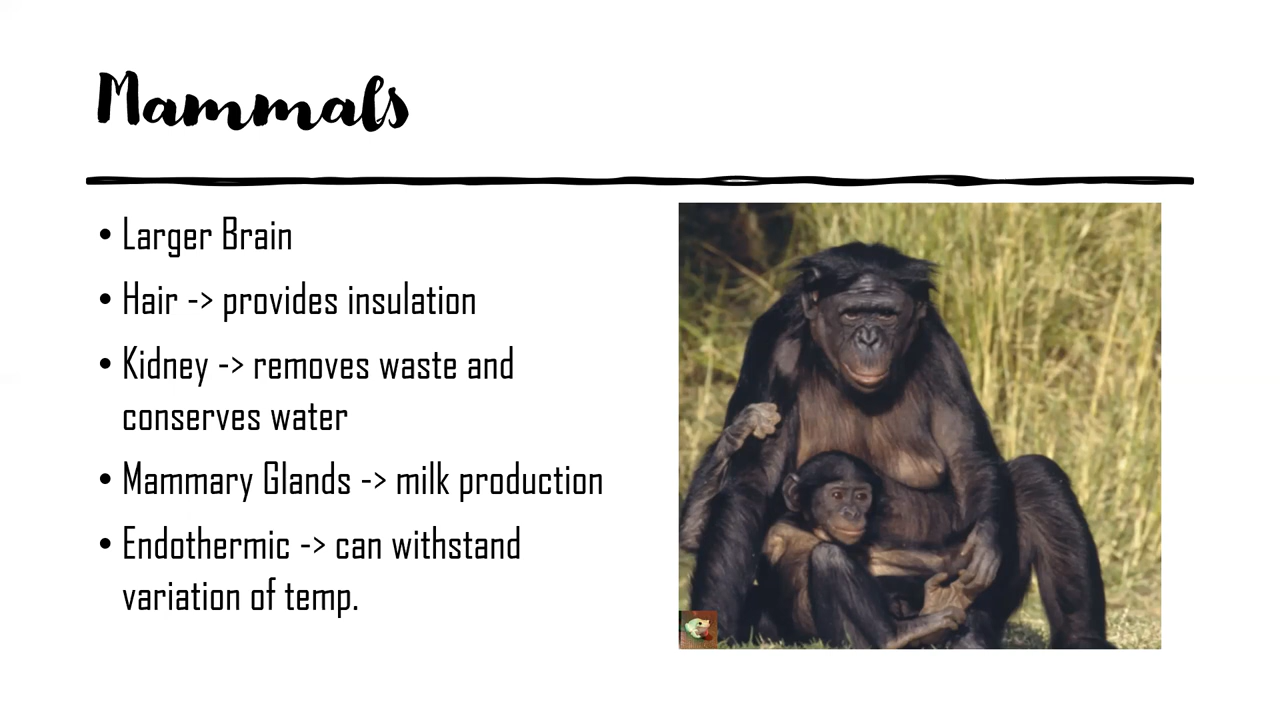 Mammals
• Larger Brain
• Hair -> provides insulation
• Kidney -> removes waste and
conserves water
• Mammary Glands -> milk production
• Endothermic -> can withstand
variation of temp.